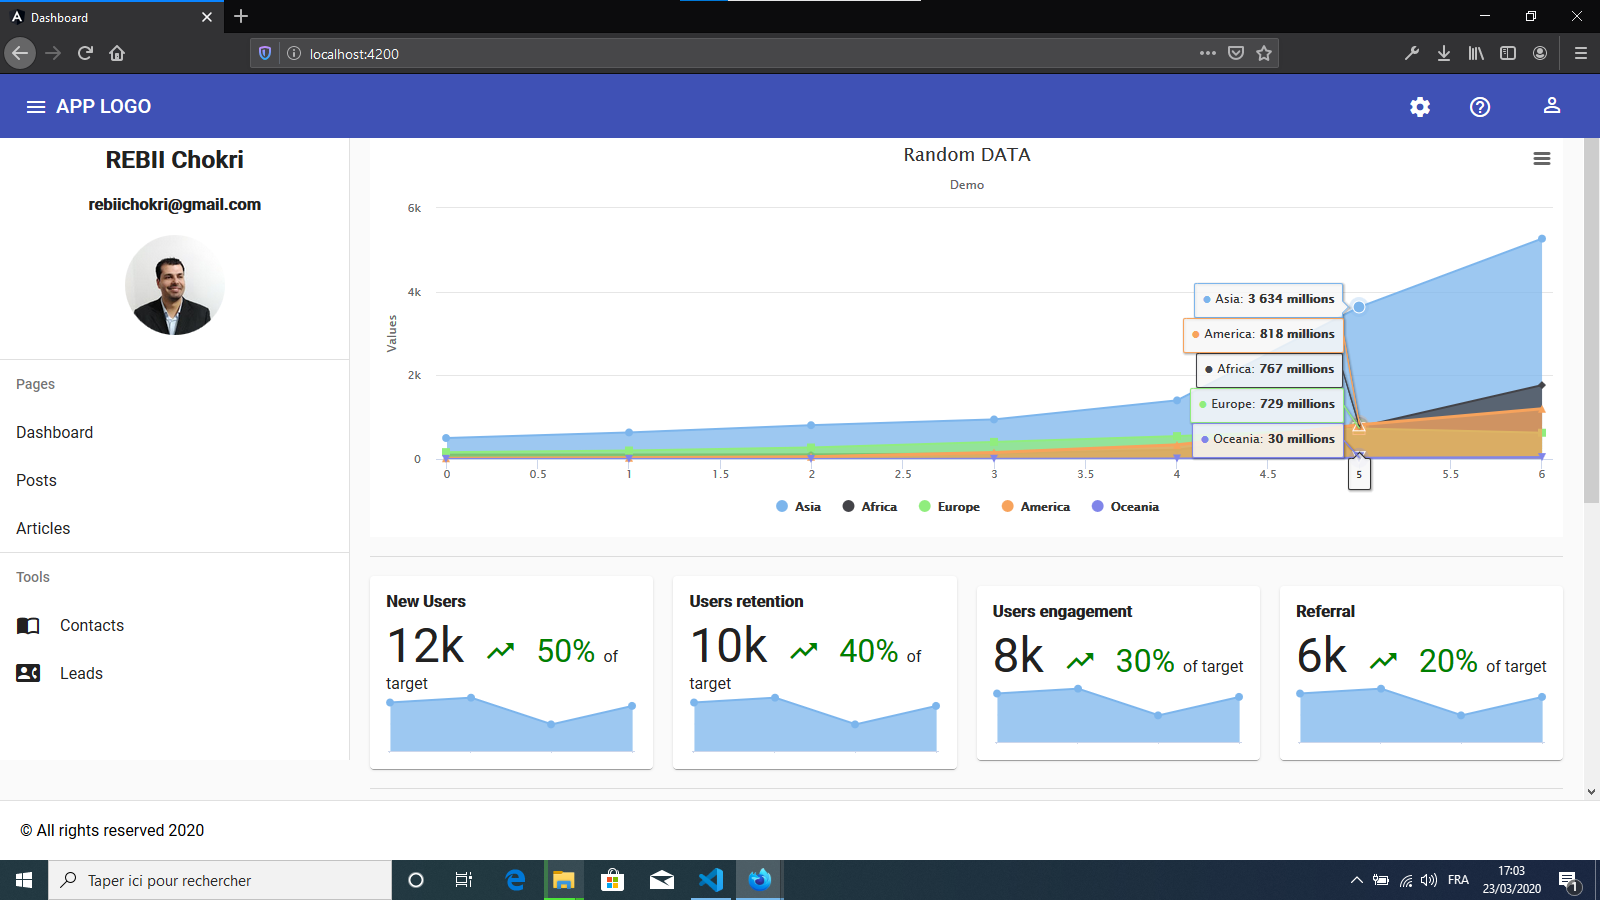 Dashboard
localhost:4200
APP LOGO
REBII Chokri
rebiichokri@gmail.com
Pages
Dashboard
Posts
Articles
Tools
Contacts
Leads
Random DATA
Demo
Values
6k
4k
2k
0
Asia: 3 634 millions
America: 818 millions
Africa: 767 millions
Europe: 729 millions
Oceania: 30 millions
0 0.5 1 1.5 2 2.5 3 3.5 4 4.5 5 5.5 6
Asia Africa Europe America Oceania
New Users
12k 50% of
target
Users retention
10k 40% of
target
Users engagement
8k 30% of target
Referral
6k 20% of target
© All rights reserved 2020
Taper ici pour rechercher
FRA
17:03
23/03/2020
1